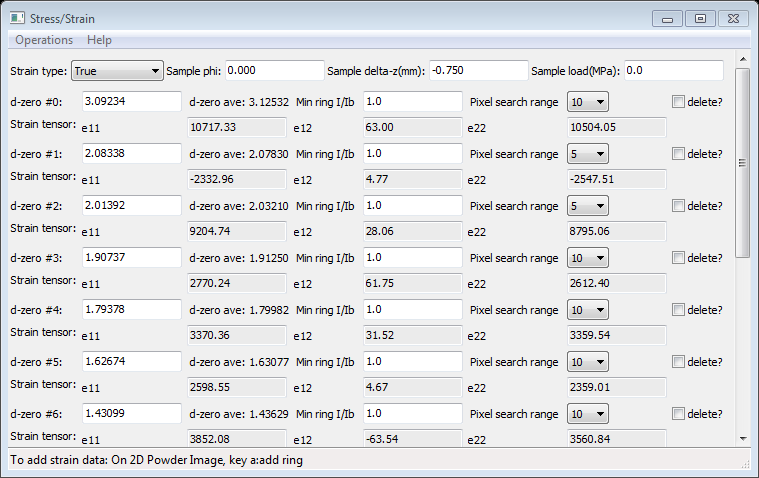 Stress/Strain
Operations Help
Strain type: True Sample phi: 0.000 Sample delta-z(mm): -0.750 Sample load(MPa): 0.0
d-zero #0: 3.09234 d-zero ave: 3.12532 Min ring I/Ib 1.0 Pixel search range 10 delete?
Strain tensor: e11 10717.33 e12 63.00 e22 10504.05
d-zero #1: 2.08338 d-zero ave: 2.07830 Min ring I/Ib 1.0 Pixel search range 5 delete?
Strain tensor: e11 -2332.96 e12 4.77 e22 -2547.51
d-zero #2: 2.01392 d-zero ave: 2.03210 Min ring I/Ib 1.0 Pixel search range 5 delete?
Strain tensor: e11 9204.74 e12 28.06 e22 8795.06
d-zero #3: 1.90737 d-zero ave: 1.91250 Min ring I/Ib 1.0 Pixel search range 10 delete?
Strain tensor: e11 2770.24 e12 61.75 e22 2612.40
d-zero #4: 1.79378 d-zero ave: 1.79982 Min ring I/Ib 1.0 Pixel search range 10 delete?
Strain tensor: e11 3370.36 e12 31.52 e22 3359.54
d-zero #5: 1.62674 d-zero ave: 1.63077 Min ring I/Ib 1.0 Pixel search range 10 delete?
Strain tensor: e11 2598.55 e12 4.67 e22 2359.01
d-zero #6: 1.43099 d-zero ave: 1.43629 Min ring I/Ib 1.0 Pixel search range 10 delete?
Strain tensor: e11 3852.08 e12 -63.54 e22 3560.84
To add strain data: On 2D Powder Image, key a:add ring